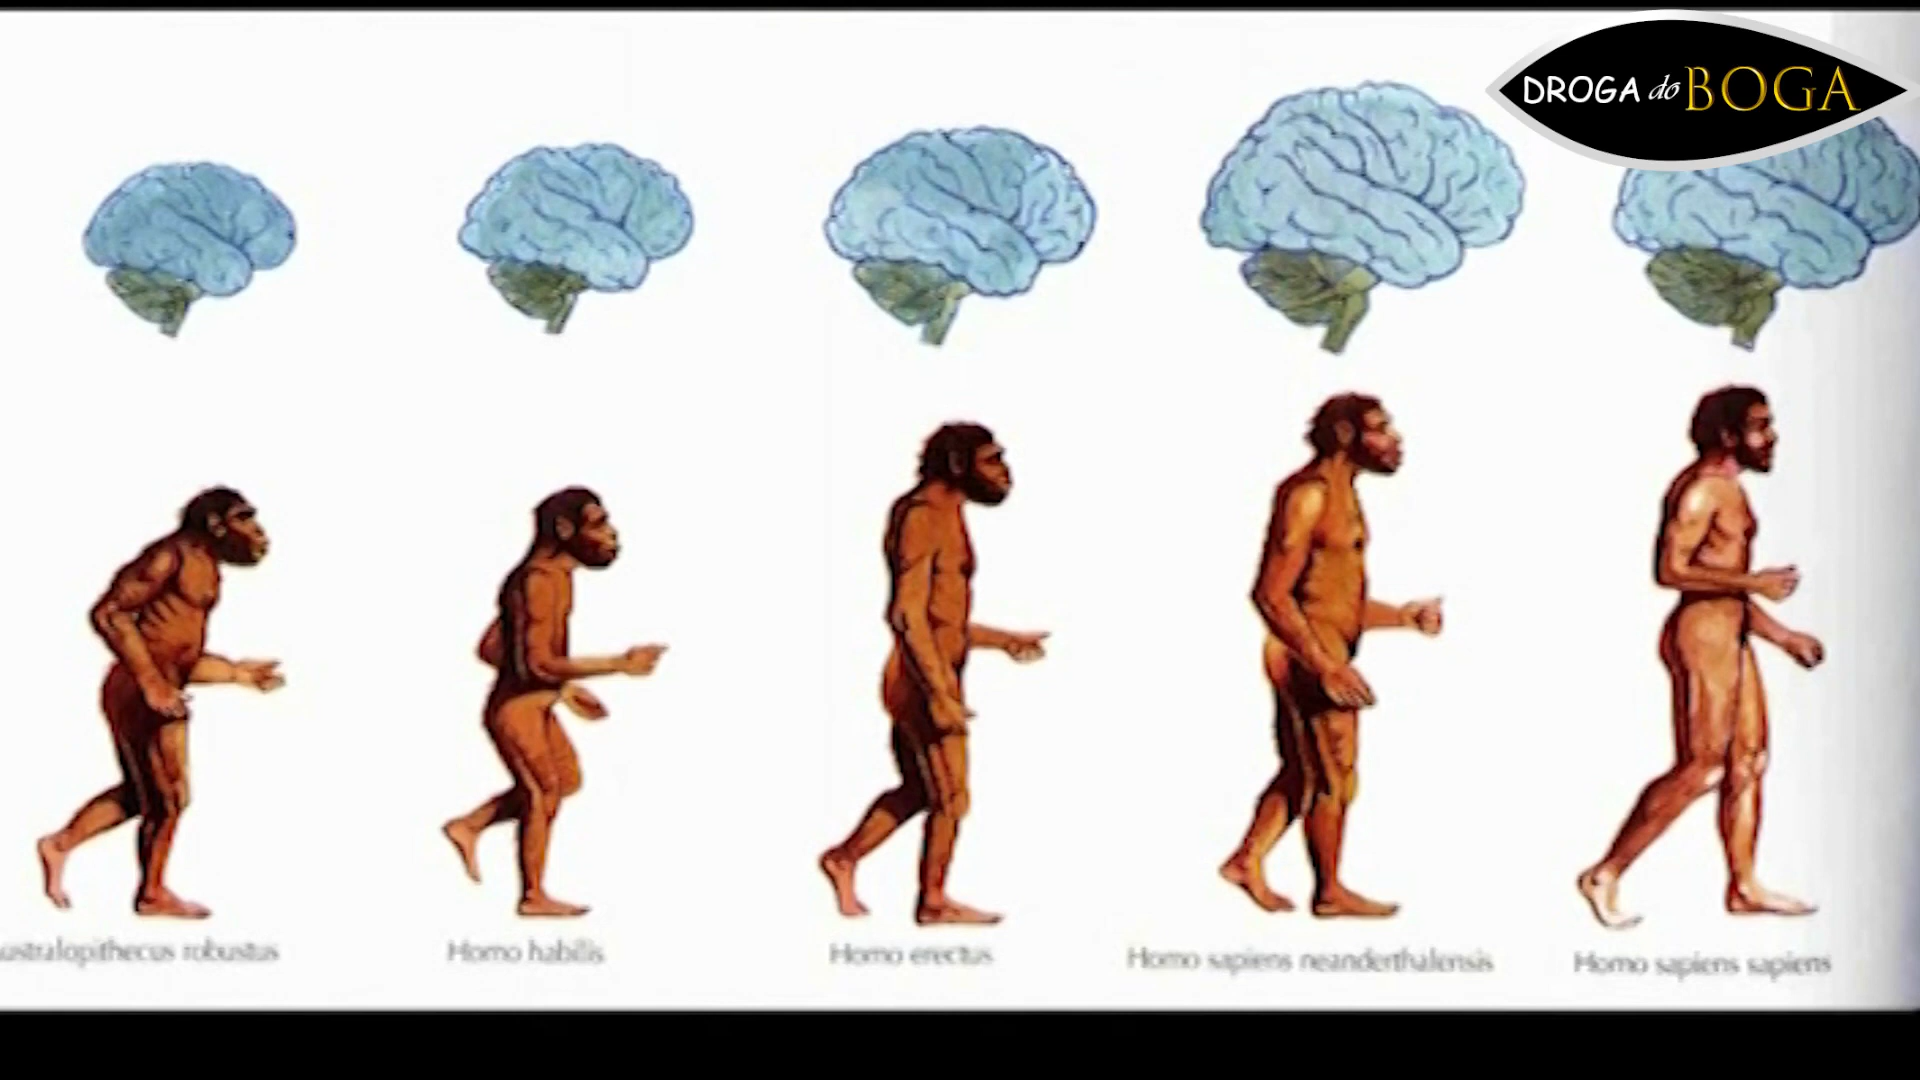 DROGA do BOGA
ustralopithecus robustus
Homo habilis
Homo erectus
Homo sapiens neanderthalensis
Homo sapiens sapiens